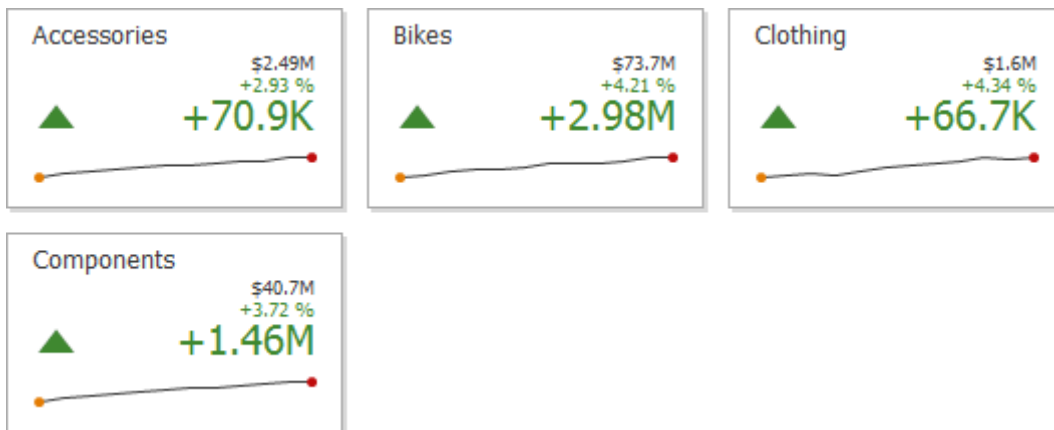 Accessories
$2.49M
+2.93 %
+70.9K
Bikes
$73.7M
+4.21 %
+2.98M
Clothing
$1.6M
+4.34 %
+66.7K
Components
$40.7M
+3.72 %
+1.46M